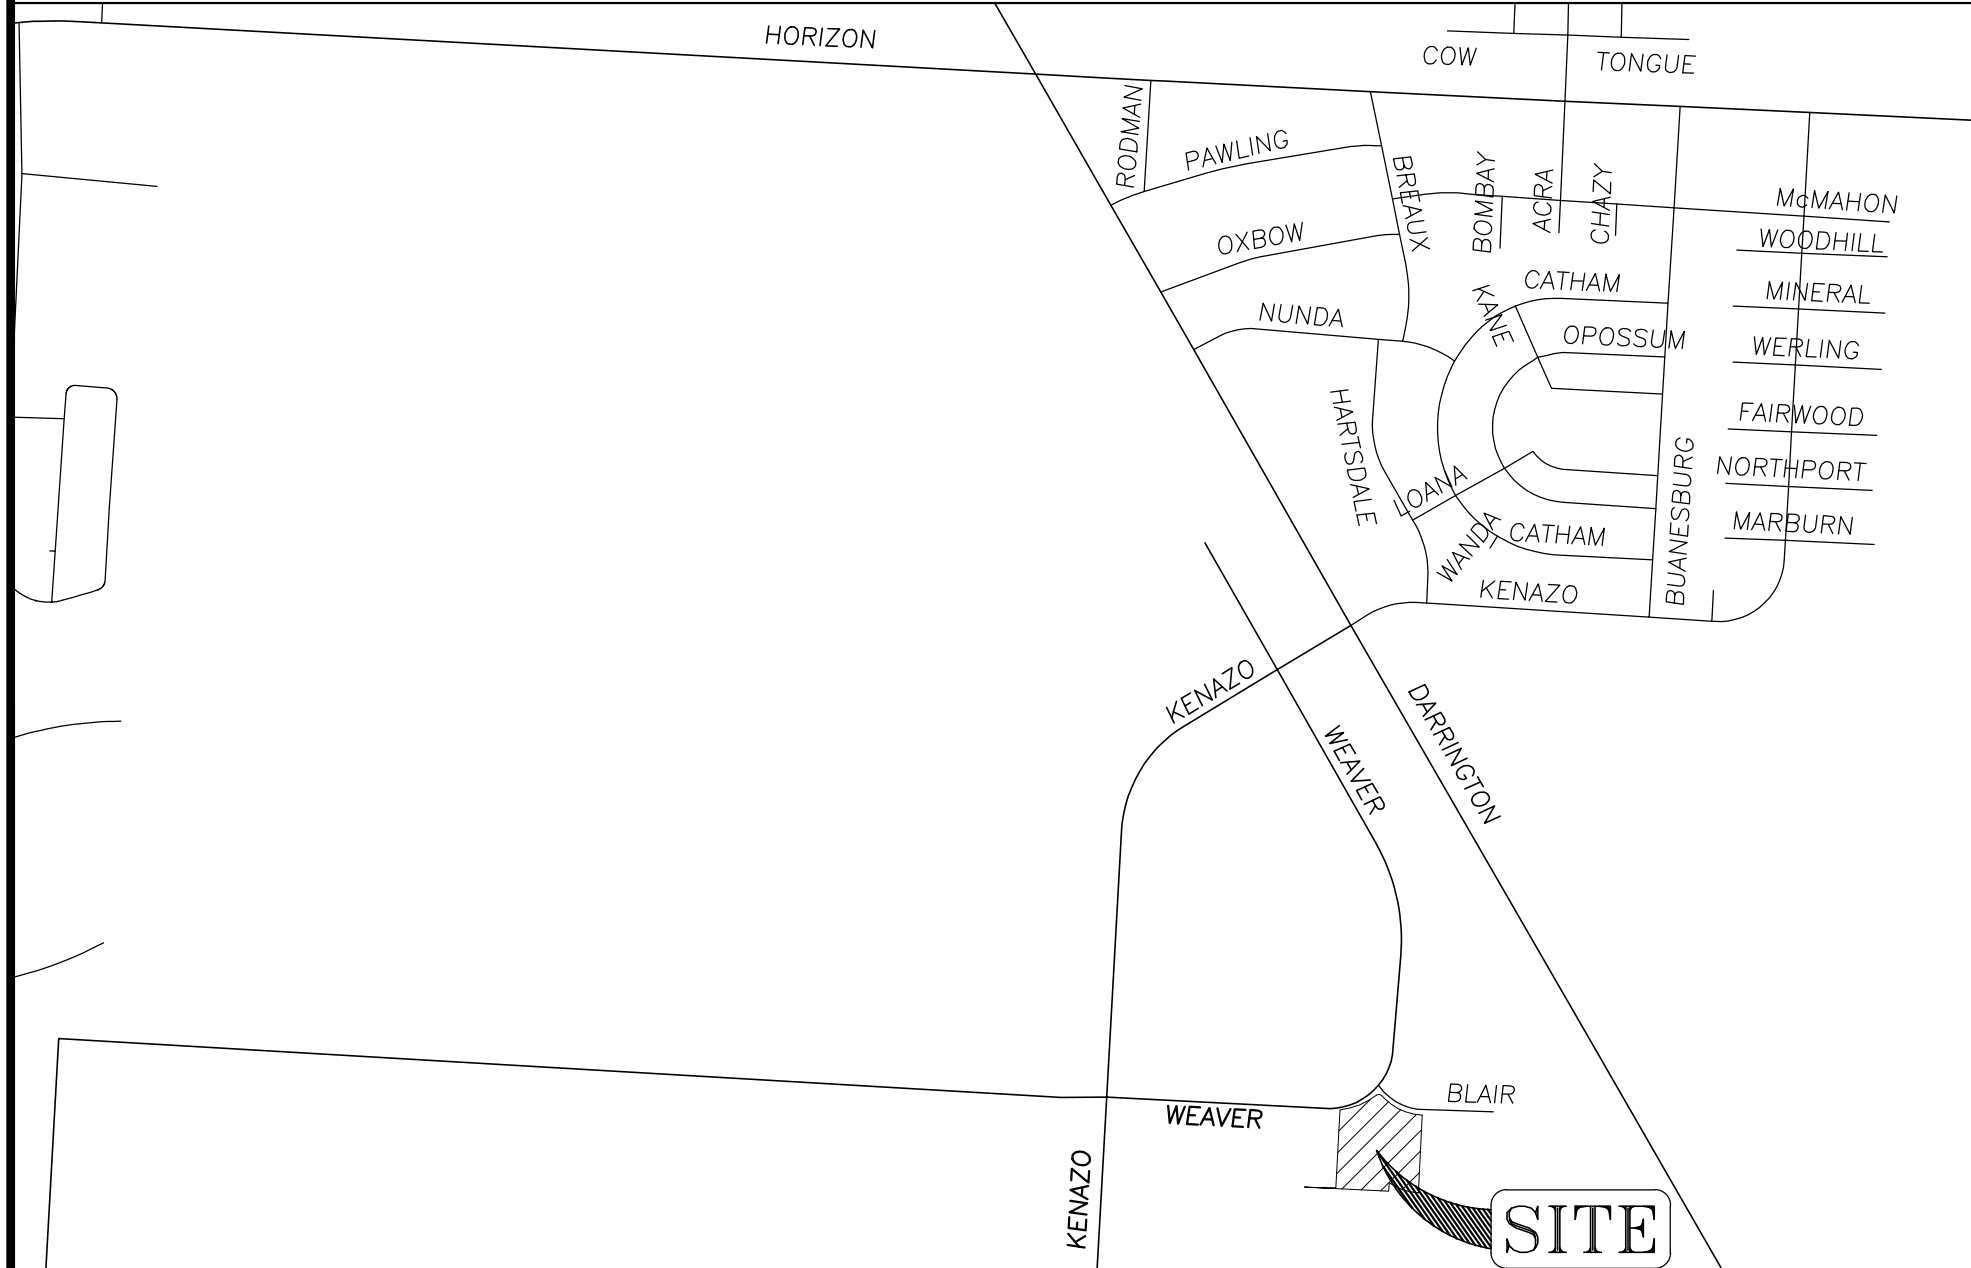 HORIZON
COW
TONGUE
RODMAN
PAWLING
BREAUX
BOMBAY
ACRA
CHAZY
McMAHON
OXBOW
WOODHILL
CATHAM
MINERAL
KANE
NUNDA
OPOSSUM
WERLING
HARTSDALE
FAIRWOOD
NORTHPORT
LOANA
BUANESBURG
WANDA
CATHAM
MARBURN
KENAZO
KENAZO
WEAVER
DARRINGTON
BLAIR
WEAVER
KENAZO
SITE